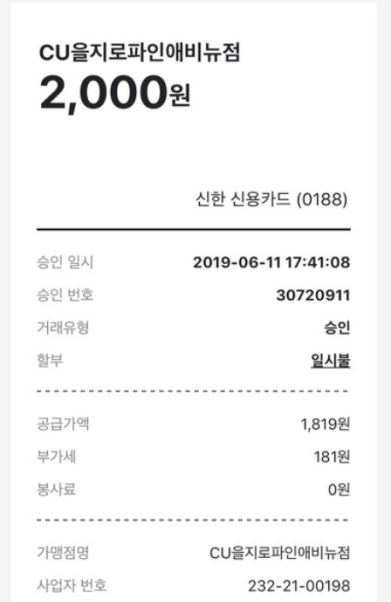 CU을지로파인애비뉴점
2,000원
신한 신용카드 (0188)
승인 일시 2019-06-11 17:41:08
승인 번호 30720911
거래유형 승인
할부 일시불
공급가액 1,819원
부가세 181원
봉사료 0원
가맹점명 CU을지로파인애비뉴점
사업자 번호 232-21-00198